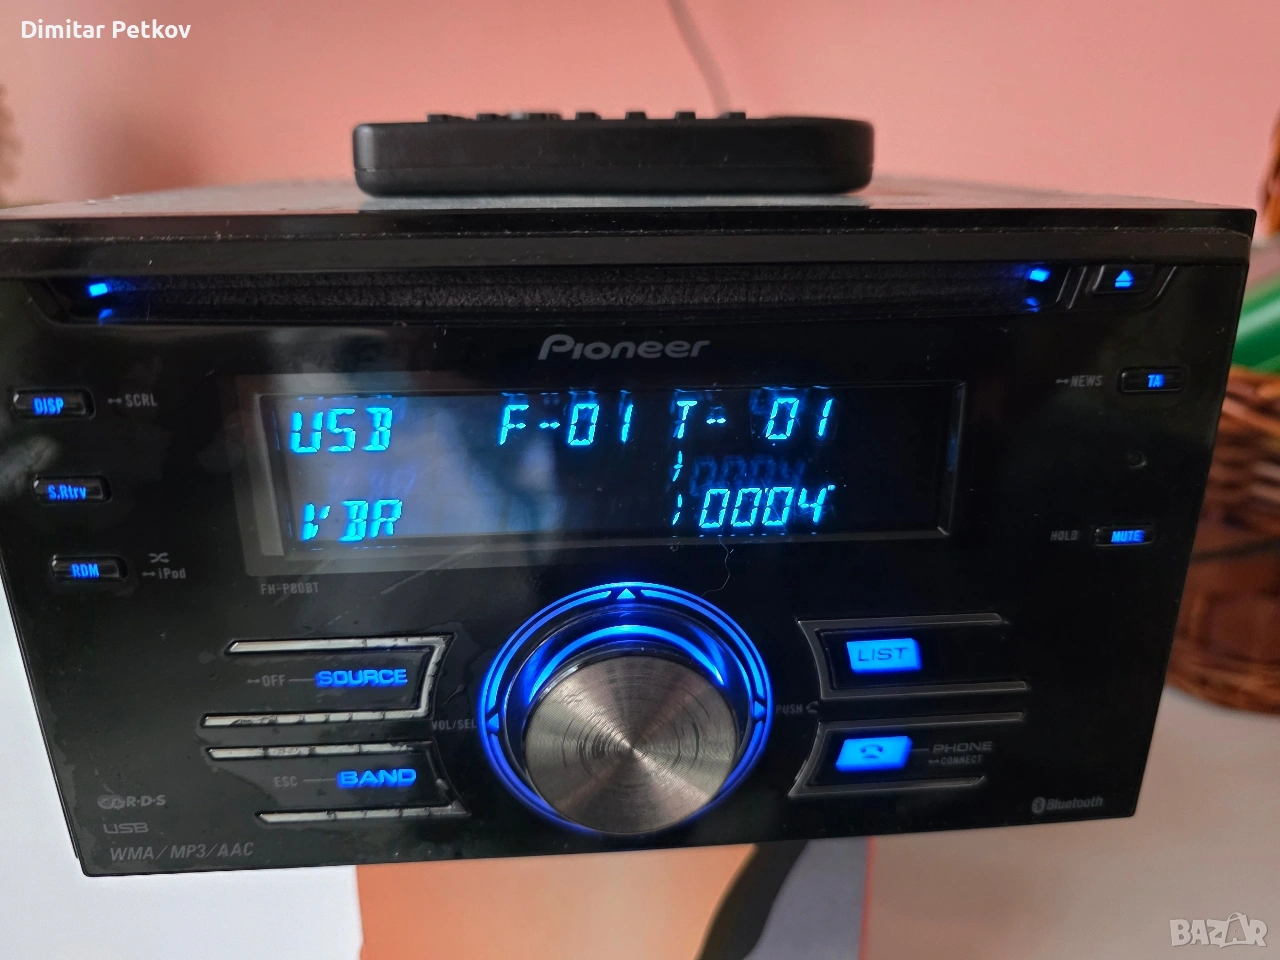 Dimitar Petkov
Pioneer
DISP
SCRL
NEWS
TA
USB F-01 T-01
S.Rtrv
VBR 0004'
HOLD
MUTE
RDM
iPod
FH-P80BT
OFF
SOURCE
LIST
VOL/SEL
PUSH
ESC
BAND
PHONE
CONNECT
R·D·S
USB
WMA/MP3/AAC
Bluetooth
BAZAR